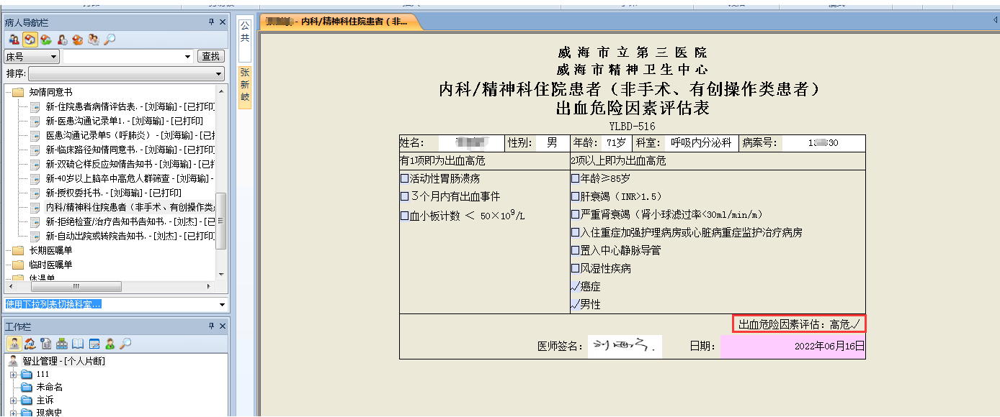 病人导航栏
床号
查找
排序:
知情同意书
新-住院患者病情评估表. - [刘海瑜] - [已打印]
新-医患沟通记录单1. - [刘海瑜] - [已打印]
医患沟通记录单5（呼肺炎） - [刘海瑜] - [已打
新-临床路径知情同意书. - [刘海瑜] - [已打印]
新-双硫仑样反应知情告知书 - [刘海瑜] - [已打
新-40岁以上脑卒中高危人群筛查 - [刘海瑜] -
新-授权委托书. - [刘海瑜] - [已打印]
内科/精神科住院患者（非手术、有创操作类
新-拒绝检查/治疗告知书告知书. - [刘杰] - [已
新-自动出院或转院告知书. - [刘杰] - [已打印]
长期医嘱单
临时医嘱单
体温单
使用下拉列表切换科室...
工作栏
智业管理 - [个人片断]
111
未命名
主诉
现病史
公共
张新岐
- 内科/精神科住院患者（非...
威海市立第三医院
威海市精神卫生中心
内科/精神科住院患者（非手术、有创操作类患者）
出血危险因素评估表
YLBD-516
姓名: 性别: 男 年龄: 71岁 科室: 呼吸内分泌科 病案号: 30
有1项即为出血高危 2项以上即为出血高危
□活动性胃肠溃疡 □年龄≥85岁
□3个月内有出血事件 □肝衰竭（INR>1.5）
□血小板计数 ＜ 50×10⁹/L □严重肾衰竭（肾小球滤过率<30ml/min/m）
□入住重症加强护理病房或心脏病重症监护治疗病房
□置入中心静脉导管
□风湿性疾病
√癌症
√男性
出血危险因素评估: 高危√
医师签名: 日期: 2022年06月16日